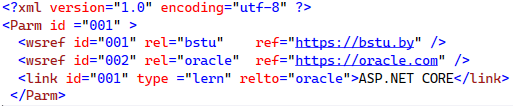 <?xml version="1.0" encoding="utf-8" ?>
<Parm id ="001" >
<wsref id="001" rel="bstu" ref="https://bstu.by" />
<wsref id="002" rel="oracle" ref="https://oracle.com" />
<link id="001" type ="lern" relto="oracle">ASP.NET CORE</link>
</Parm>